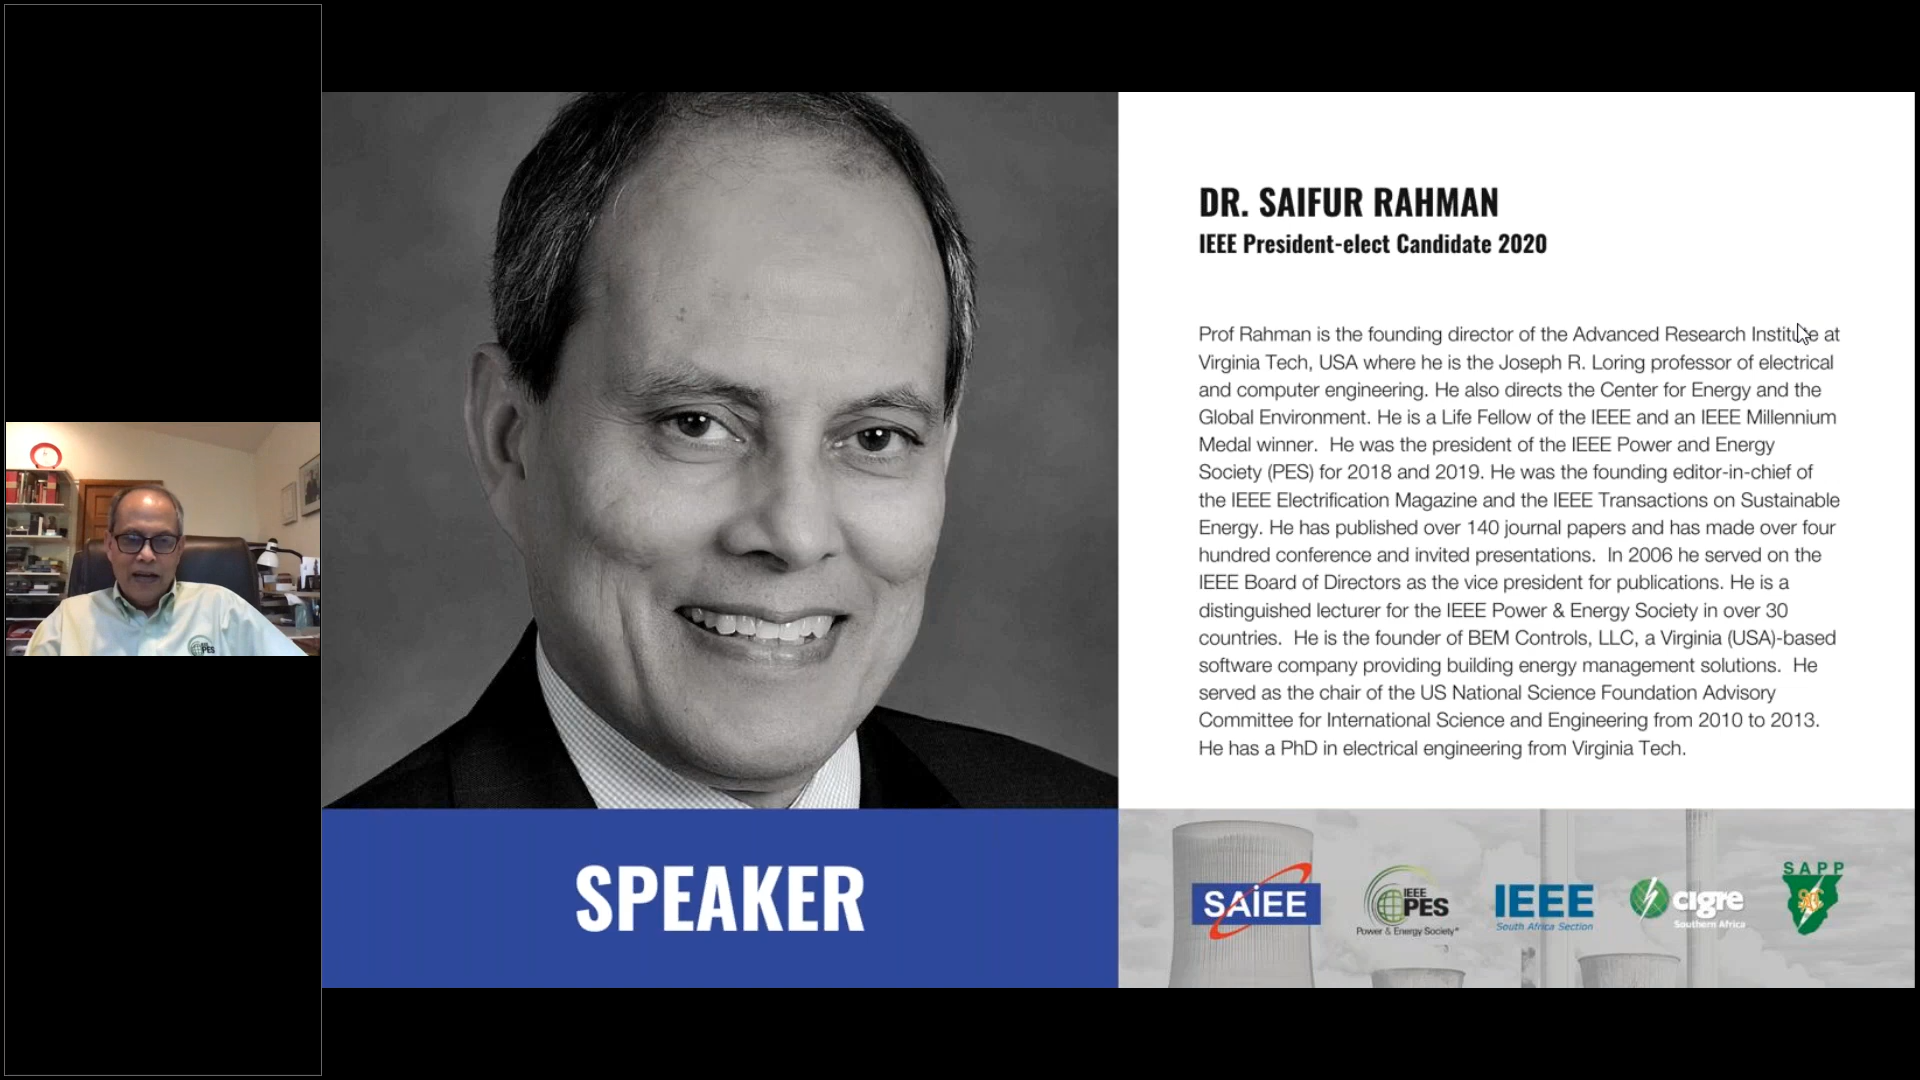 DR. SAIFUR RAHMAN
IEEE President-elect Candidate 2020
Prof Rahman is the founding director of the Advanced Research Institute at
Virginia Tech, USA where he is the Joseph R. Loring professor of electrical
and computer engineering. He also directs the Center for Energy and the
Global Environment. He is a Life Fellow of the IEEE and an IEEE Millennium
Medal winner.  He was the president of the IEEE Power and Energy
Society (PES) for 2018 and 2019. He was the founding editor-in-chief of
the IEEE Electrification Magazine and the IEEE Transactions on Sustainable
Energy. He has published over 140 journal papers and has made over four
hundred conference and invited presentations.  In 2006 he served on the
IEEE Board of Directors as the vice president for publications. He is a
distinguished lecturer for the IEEE Power & Energy Society in over 30
countries.  He is the founder of BEM Controls, LLC, a Virginia (USA)-based
software company providing building energy management solutions.  He
served as the chair of the US National Science Foundation Advisory
Committee for International Science and Engineering from 2010 to 2013.
He has a PhD in electrical engineering from Virginia Tech.
SPEAKER
SAiEE
IEEE
PES
Power & Energy Society®
IEEE
South Africa Section
cigre
Southern Africa
SAPP
PES